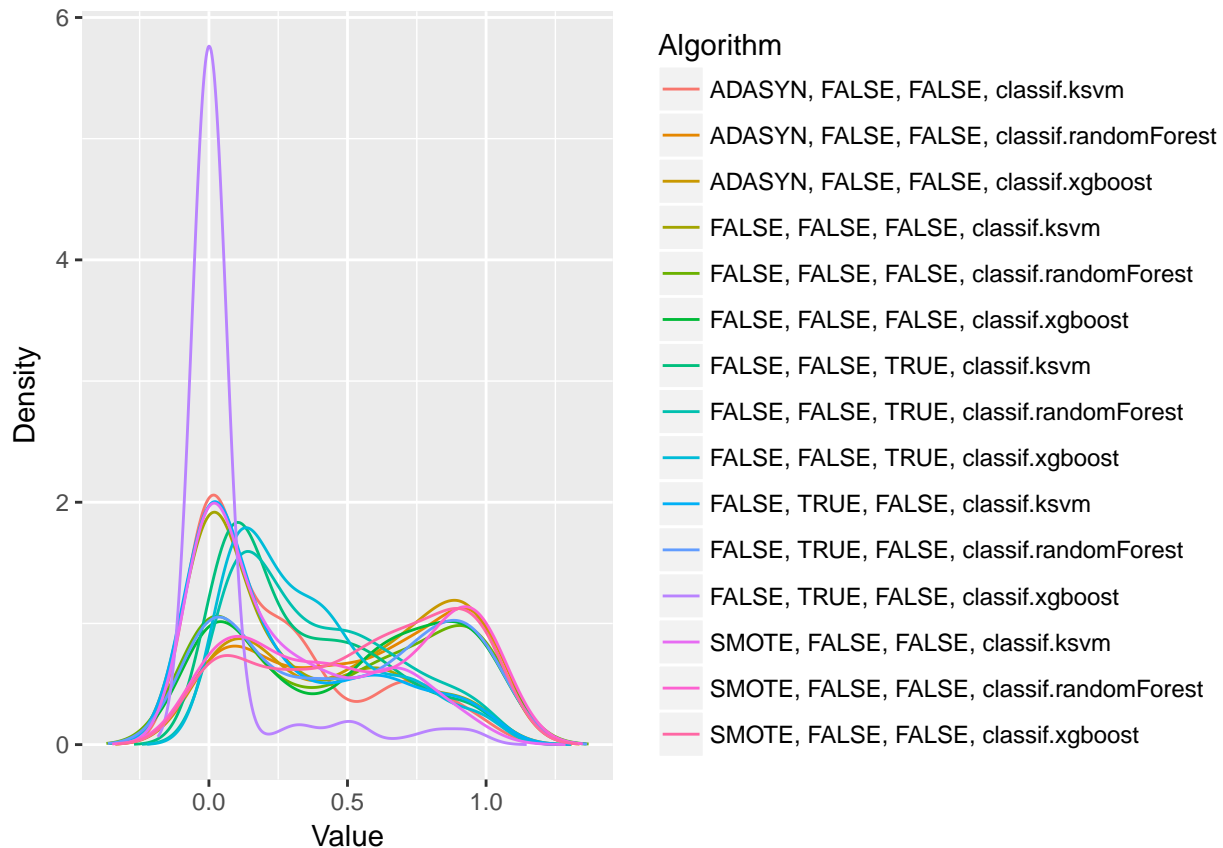 6
4
2
0
Density
0.0
0.5
1.0
Value
Algorithm
ADASYN, FALSE, FALSE, classif.ksvm
ADASYN, FALSE, FALSE, classif.randomForest
ADASYN, FALSE, FALSE, classif.xgboost
FALSE, FALSE, FALSE, classif.ksvm
FALSE, FALSE, FALSE, classif.randomForest
FALSE, FALSE, FALSE, classif.xgboost
FALSE, FALSE, TRUE, classif.ksvm
FALSE, FALSE, TRUE, classif.randomForest
FALSE, FALSE, TRUE, classif.xgboost
FALSE, TRUE, FALSE, classif.ksvm
FALSE, TRUE, FALSE, classif.randomForest
FALSE, TRUE, FALSE, classif.xgboost
SMOTE, FALSE, FALSE, classif.ksvm
SMOTE, FALSE, FALSE, classif.randomForest
SMOTE, FALSE, FALSE, classif.xgboost